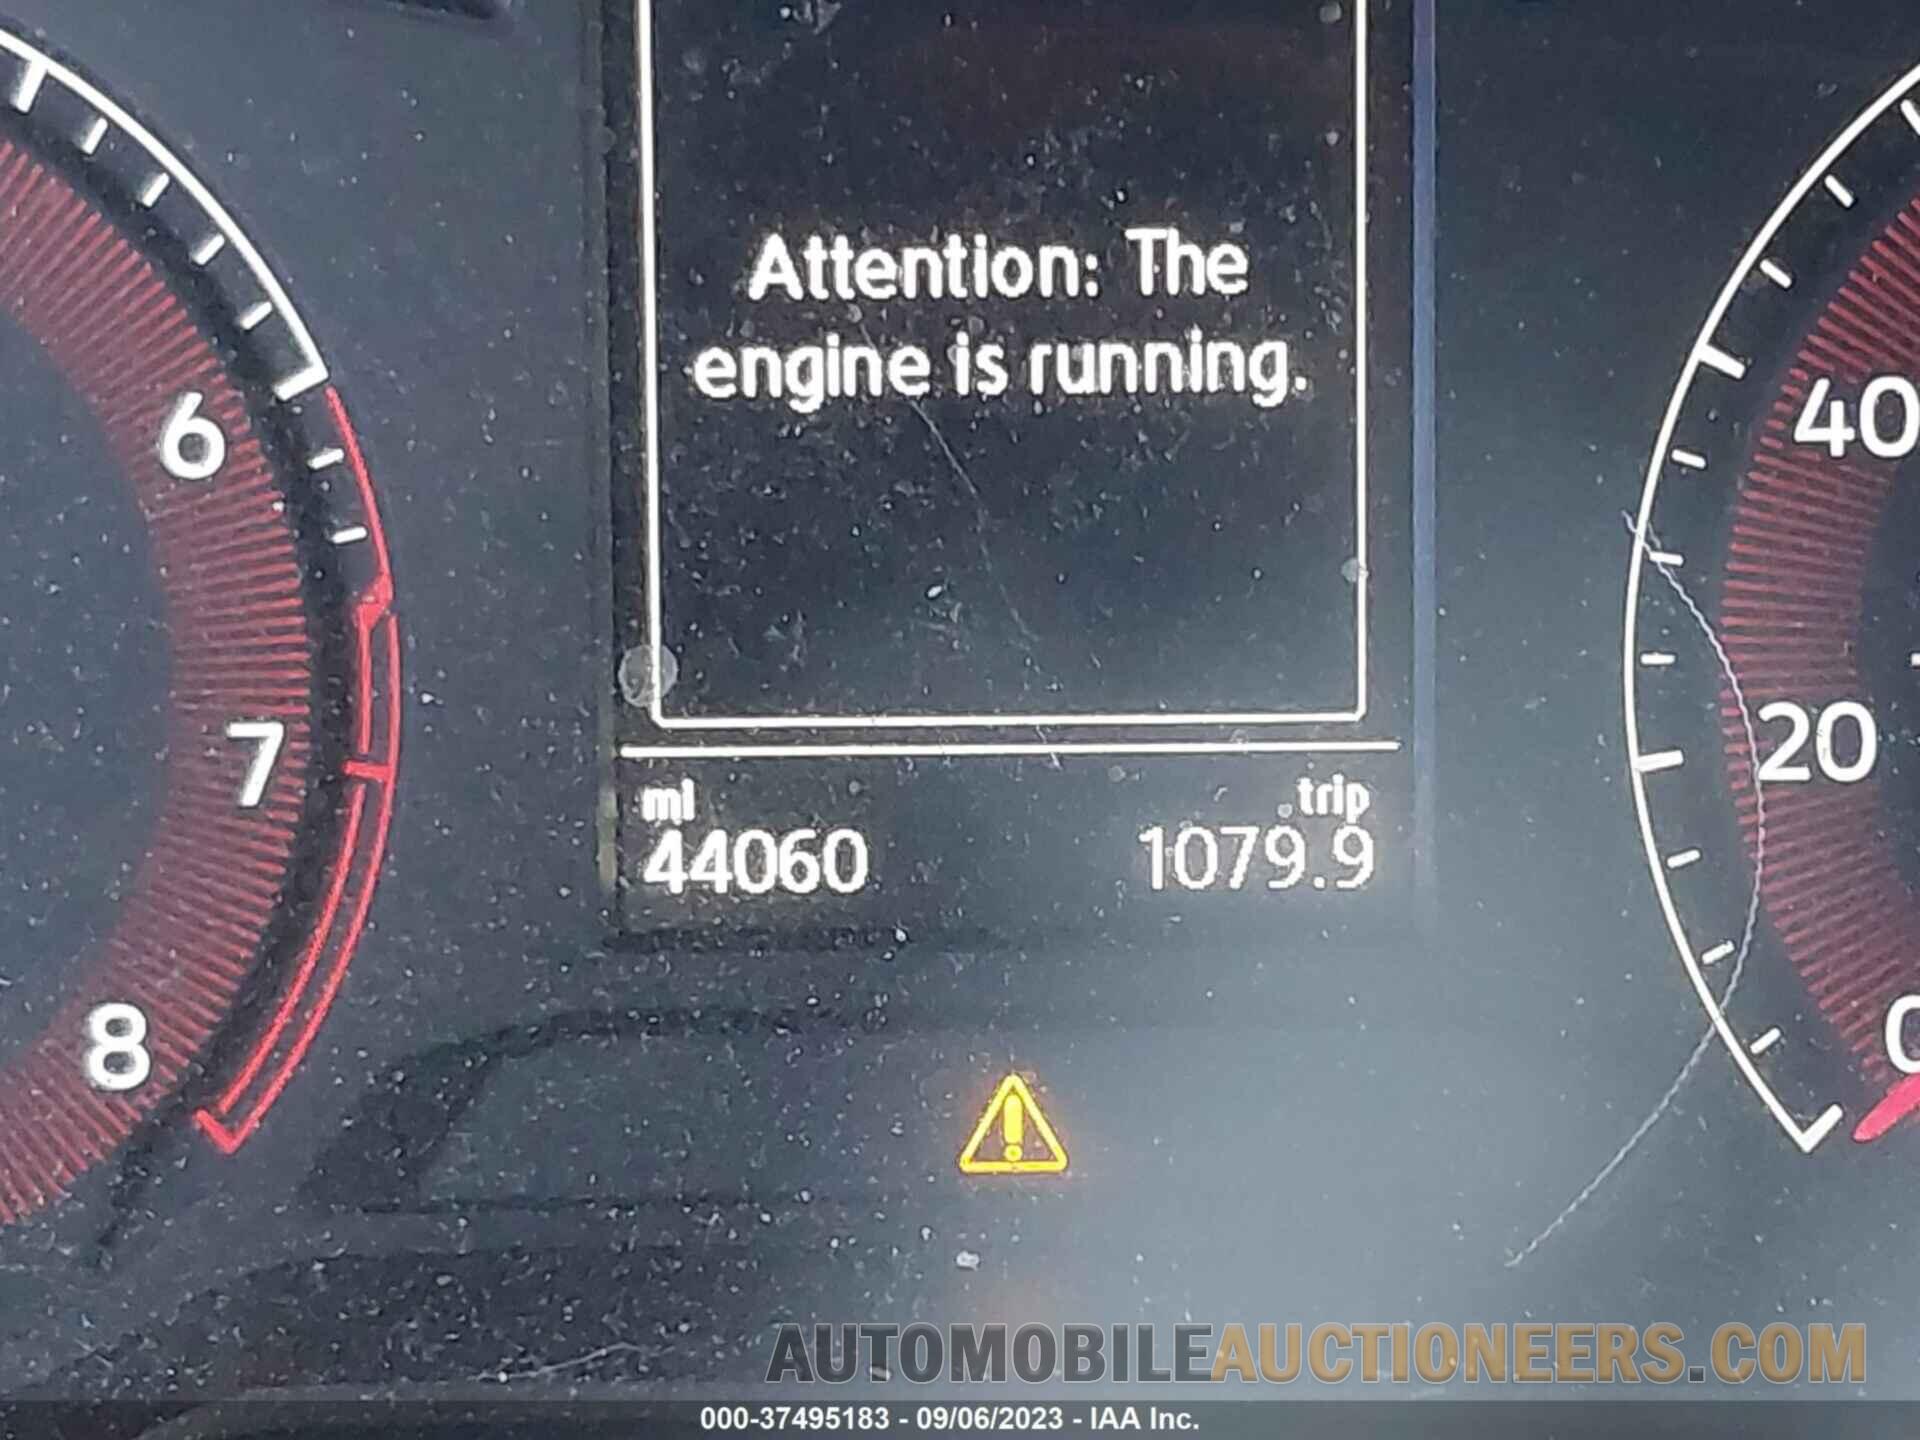 Attention: The
engine is running.
6
7
8
40
20
0
mi
44060
trip
1079.9
AUTOMOBILEAUCTIONEERS.COM
000-37495183 - 09/06/2023 - IAA Inc.